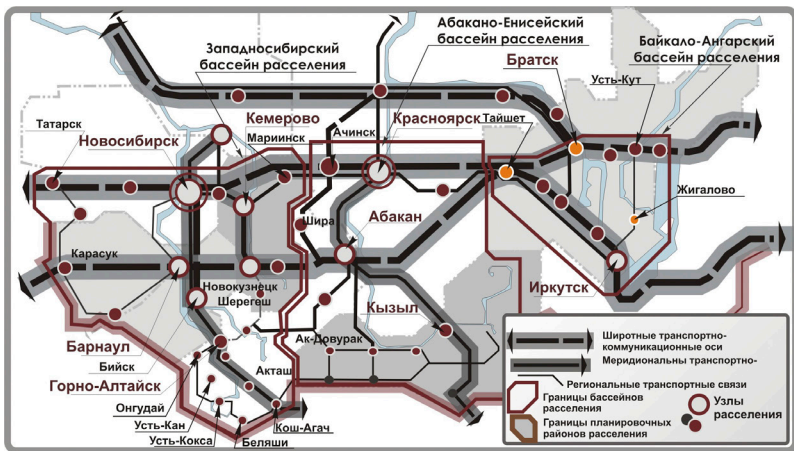 Западносибирский
бассейн расселения
Абакано-Енисейский
бассейн расселения
Байкало-Ангарский
бассейн расселения
Братск
Усть-Кут
Татарск
Новосибирск
Кемерово
Мариинск
Ачинск
Красноярск
Тайшет
Жигалово
Шира
Абакан
Карасук
Новокузнецк
Шерегеш
Иркутск
Кызыл
Барнаул
Бийск
Горно-Алтайск
Ак-Довурак
Акташ
Онгудай
Усть-Кан
Усть-Кокса
Беляши
Кош-Агач
Широтные транспортно-
коммуникационные оси
Меридиональны транспортно-
Региональные транспортные связи
Границы бассейнов
расселения
Узлы
расселения
Границы планировочных
районов расселения